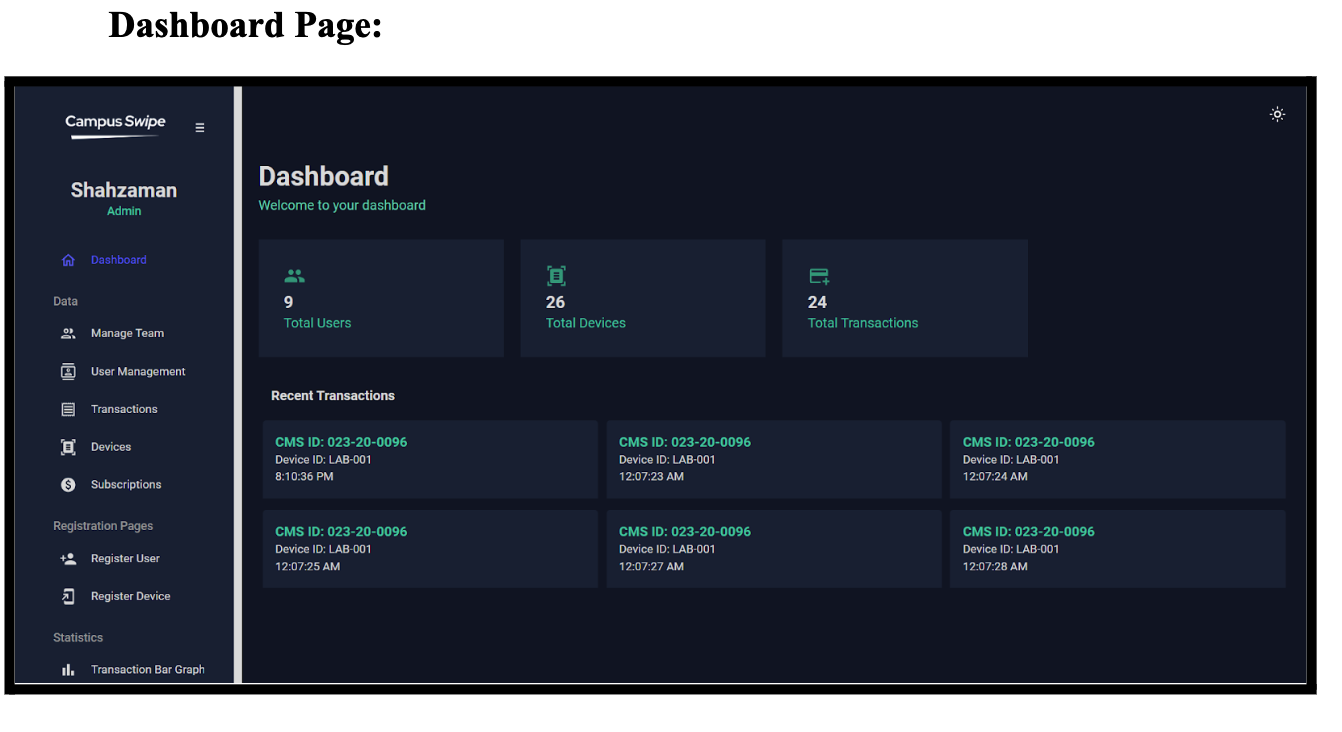 Dashboard Page:
Campus Swipe
Shahzaman
Admin
Dashboard
Data
Manage Team
User Management
Transactions
Devices
Subscriptions
Registration Pages
Register User
Register Device
Statistics
Transaction Bar Graph
Dashboard
Welcome to your dashboard
9
Total Users
26
Total Devices
24
Total Transactions
Recent Transactions
CMS ID: 023-20-0096
Device ID: LAB-001
8:10:36 PM
CMS ID: 023-20-0096
Device ID: LAB-001
12:07:23 AM
CMS ID: 023-20-0096
Device ID: LAB-001
12:07:24 AM
CMS ID: 023-20-0096
Device ID: LAB-001
12:07:25 AM
CMS ID: 023-20-0096
Device ID: LAB-001
12:07:27 AM
CMS ID: 023-20-0096
Device ID: LAB-001
12:07:28 AM